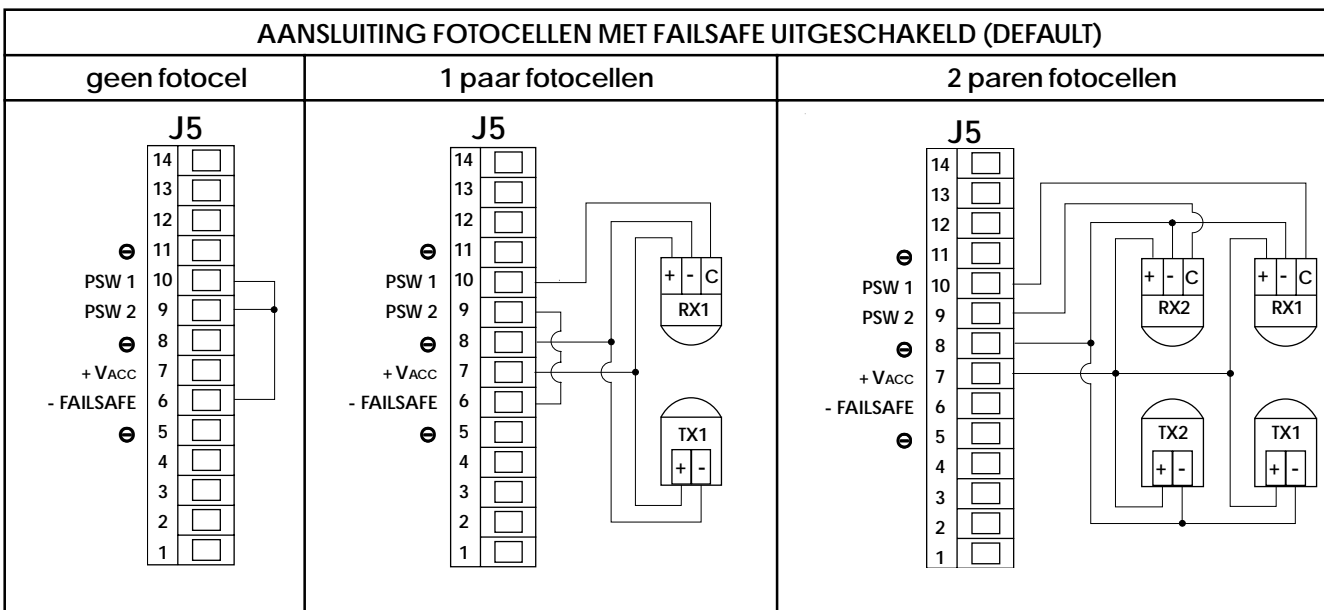 AANSLUITING FOTOCELLEN MET FAILSAFE UITGESCHAKELD (DEFAULT)
geen fotocel
1 paar fotocellen
2 paren fotocellen
J5
14
13
12
⊖ 11
PSW 1 10
PSW 2 9
⊖ 8
+ VACC 7
- FAILSAFE 6
⊖ 5
4
3
2
1
J5
14
13
12
⊖ 11
PSW 1 10
PSW 2 9
⊖ 8
+ VACC 7
- FAILSAFE 6
⊖ 5
4
3
2
1
+ - C
RX1
TX1
+ -
J5
14
13
12
⊖ 11
PSW 1 10
PSW 2 9
⊖ 8
+ VACC 7
- FAILSAFE 6
⊖ 5
4
3
2
1
+ - C
RX2
+ - C
RX1
TX2
+ -
TX1
+ -